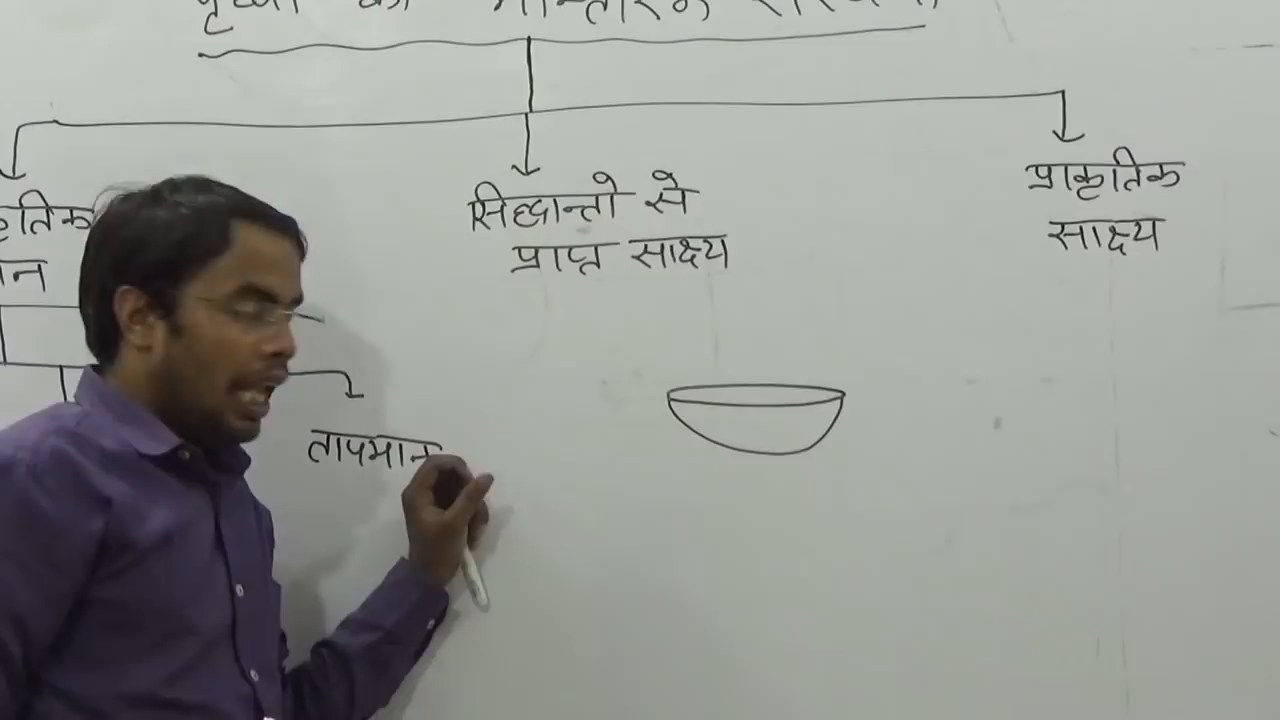 पृथ्वी की आन्तरिक संरचना
सिद्धान्तो से
प्राप्त साक्ष्य
प्राकृतिक
साक्ष्य
तापमान